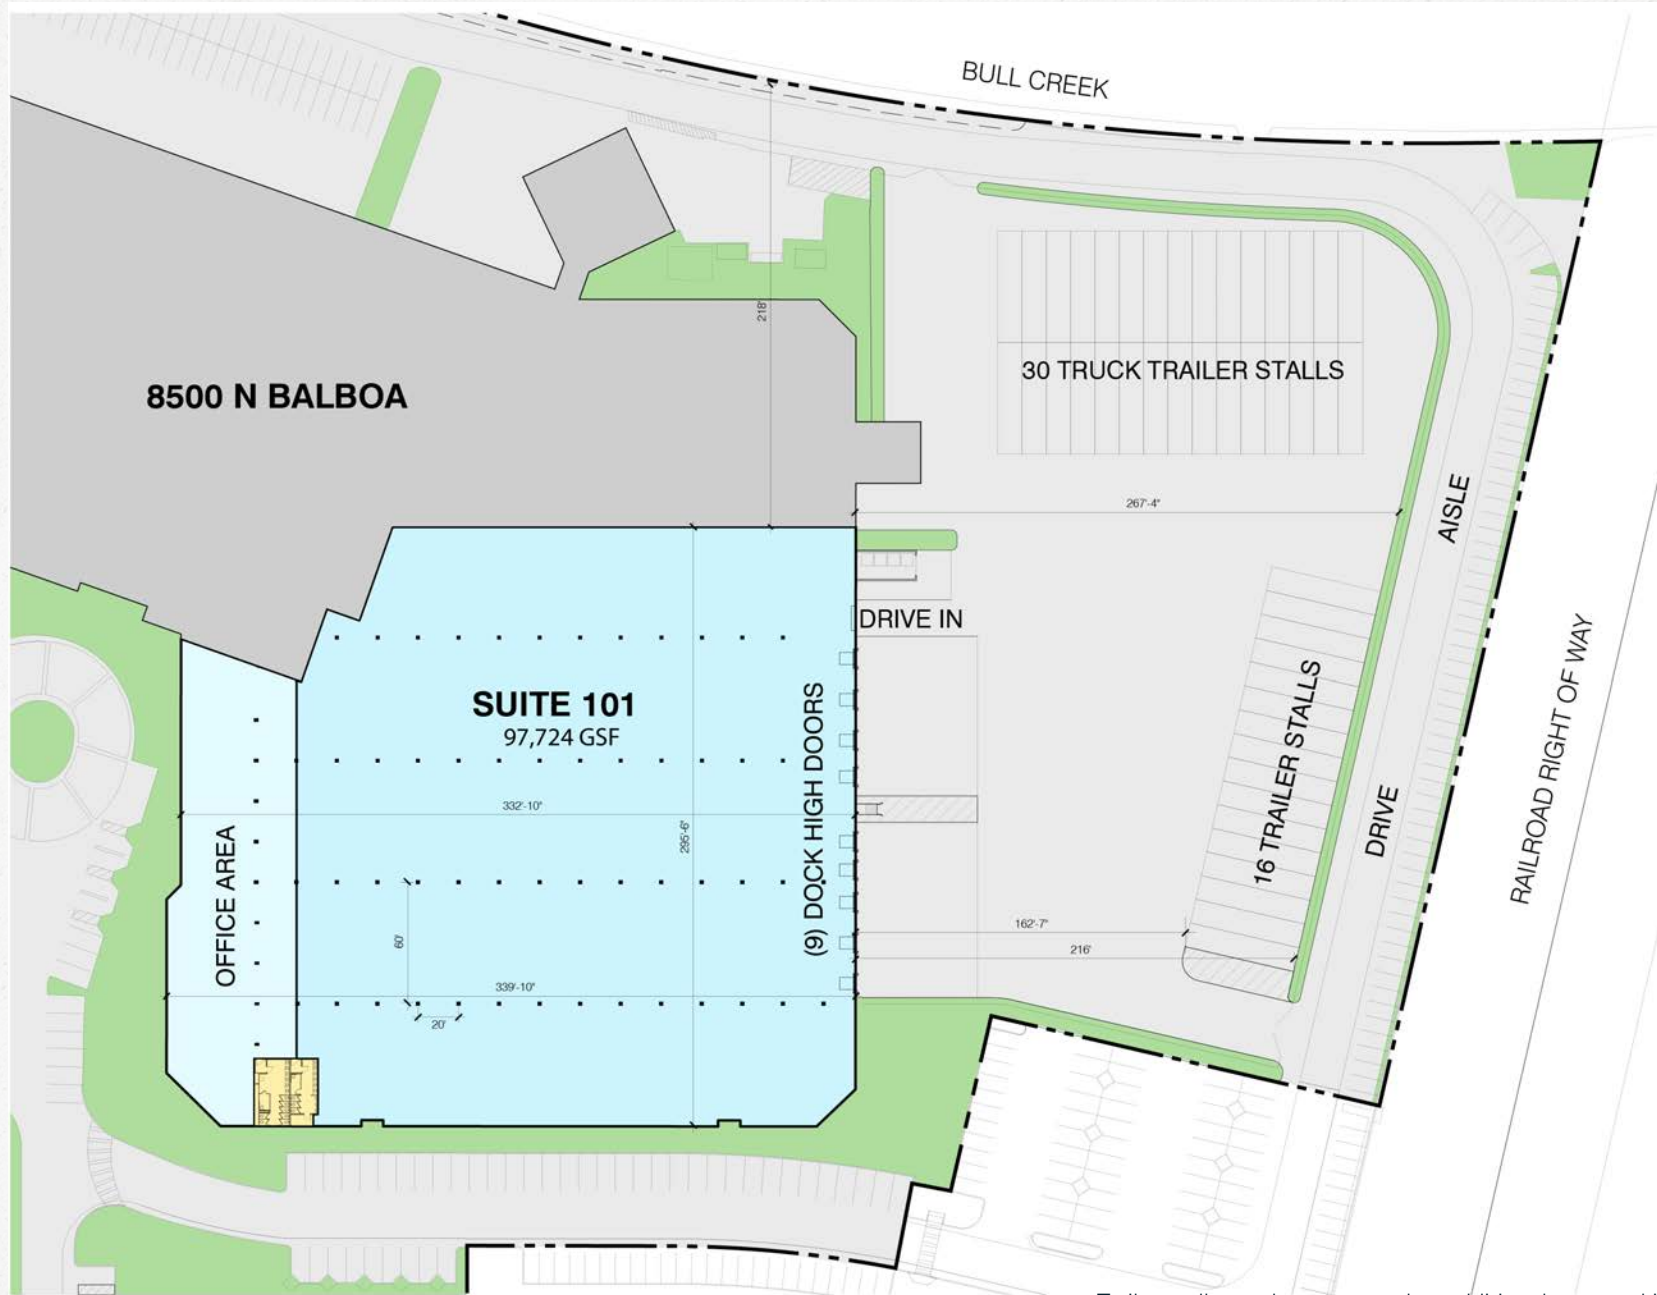 BULL CREEK
218'
30 TRUCK TRAILER STALLS
8500 N BALBOA
267'-4"
AISLE
DRIVE IN
SUITE 101
97,724 GSF
(9) DOCK HIGH DOORS
16 TRAILER STALLS
RAILROAD RIGHT OF WAY
332'-10"
295'-6"
OFFICE AREA
DRIVE
60'
162'-7"
216'
339'-10"
20'